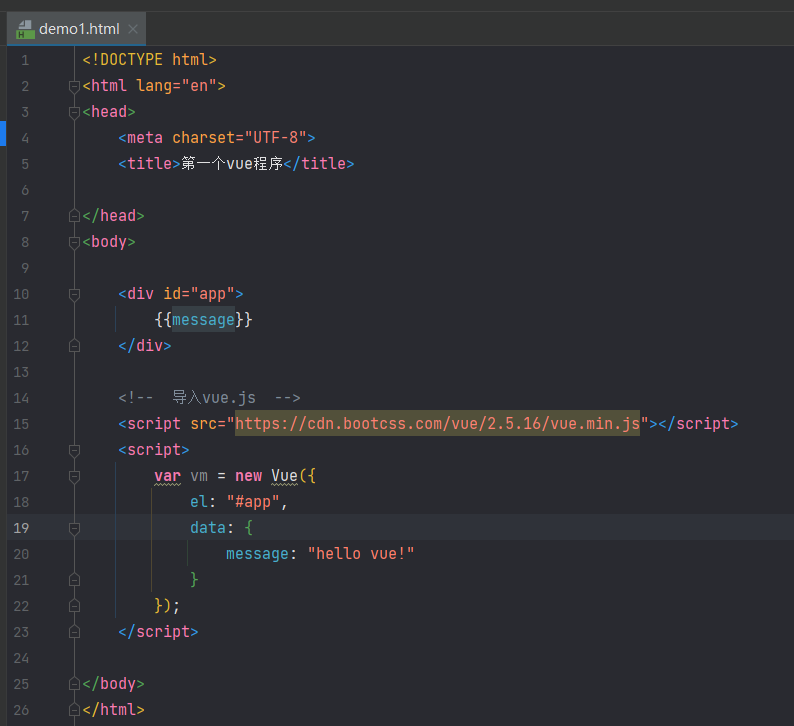 demo1.html
1 <!DOCTYPE html>
2 <html lang="en">
3 <head>
4     <meta charset="UTF-8">
5     <title>第一个vue程序</title>
6
7 </head>
8 <body>
9
10     <div id="app">
11         {{message}}
12     </div>
13
14     <!--  导入vue.js  -->
15     <script src="https://cdn.bootcss.com/vue/2.5.16/vue.min.js"></script>
16     <script>
17         var vm = new Vue({
18             el: "#app",
19             data: {
20                 message: "hello vue!"
21             }
22         });
23     </script>
24
25 </body>
26 </html>